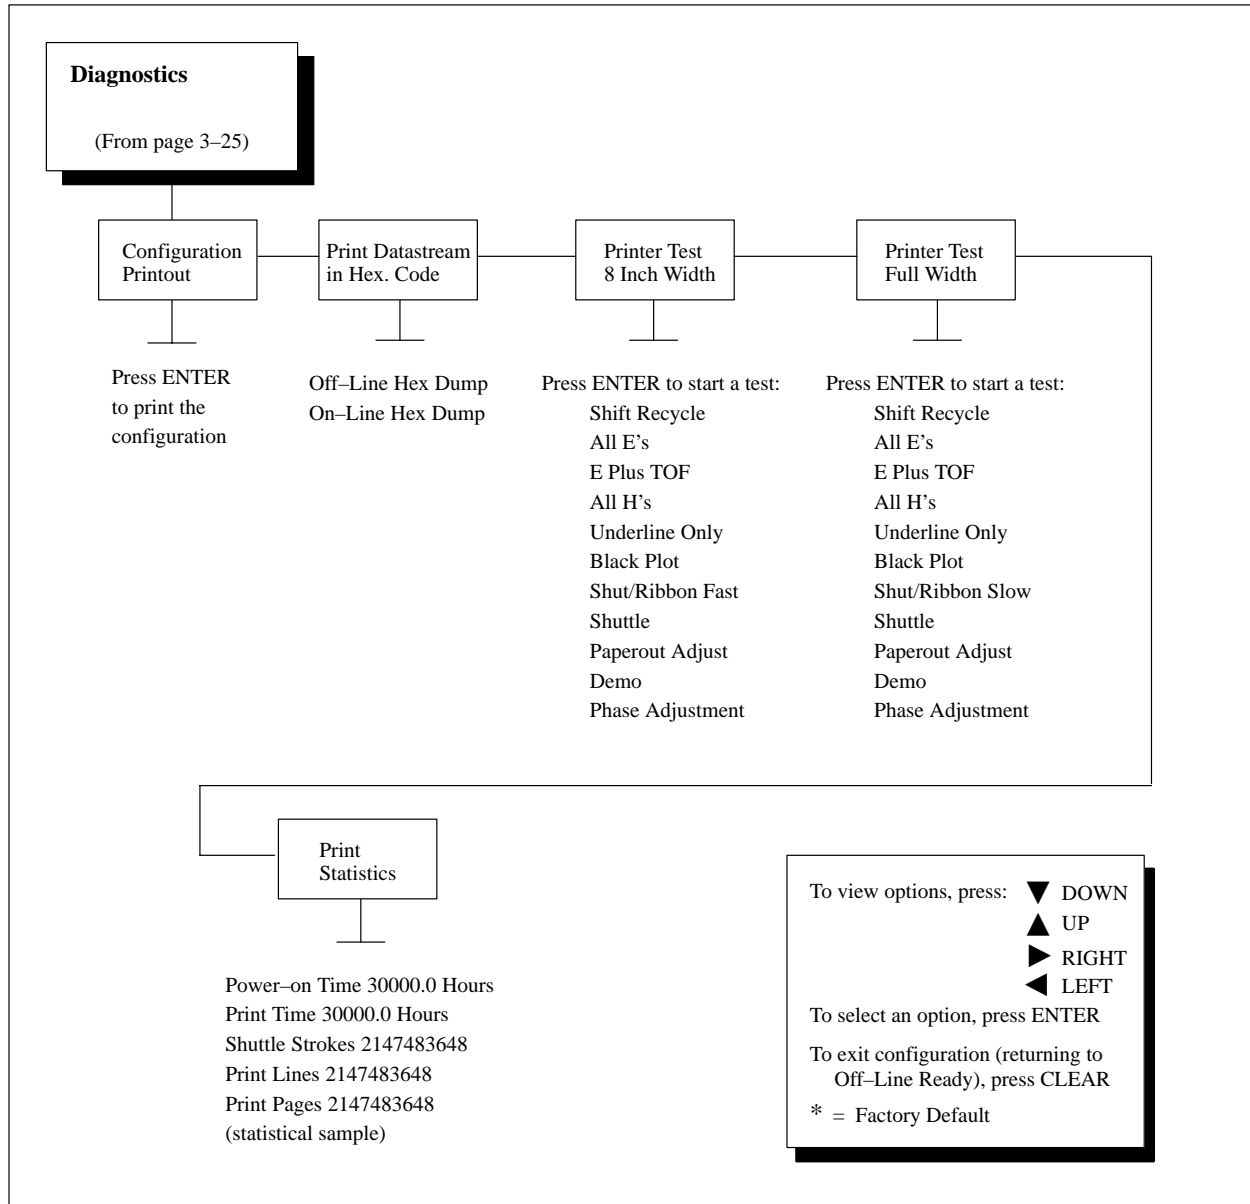 Diagnostics
(From page 3–25)
Configuration
Printout
Print Datastream
in Hex. Code
Printer Test
8 Inch Width
Printer Test
Full Width
Press ENTER
to print the
configuration
Off–Line Hex Dump
On–Line Hex Dump
Press ENTER to start a test:
Shift Recycle
All E's
E Plus TOF
All H's
Underline Only
Black Plot
Shut/Ribbon Fast
Shuttle
Paperout Adjust
Demo
Phase Adjustment
Press ENTER to start a test:
Shift Recycle
All E's
E Plus TOF
All H's
Underline Only
Black Plot
Shut/Ribbon Slow
Shuttle
Paperout Adjust
Demo
Phase Adjustment
Print
Statistics
Power–on Time 30000.0 Hours
Print Time 30000.0 Hours
Shuttle Strokes 2147483648
Print Lines 2147483648
Print Pages 2147483648
(statistical sample)
To view options, press: ▼ DOWN
▲ UP
► RIGHT
◄ LEFT
To select an option, press ENTER
To exit configuration (returning to
Off–Line Ready), press CLEAR
* = Factory Default